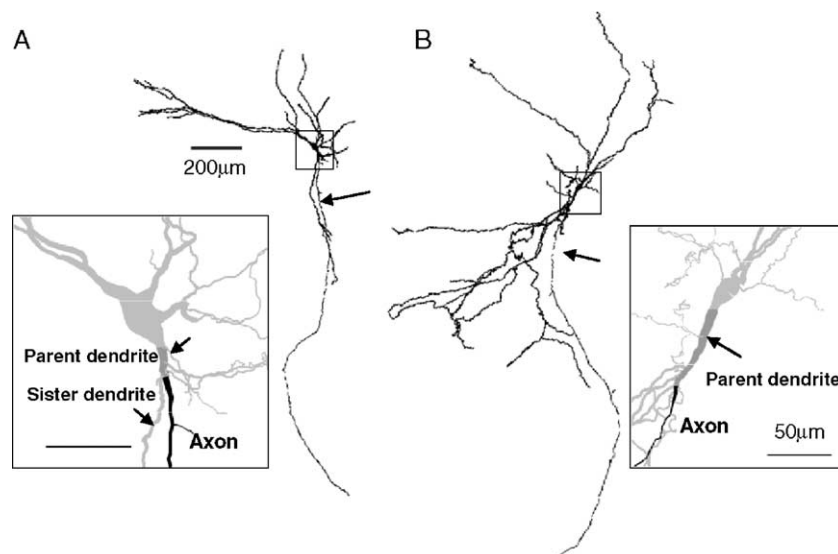 A
B
200μm
Parent dendrite
Sister dendrite
Axon
Parent dendrite
Axon
50μm